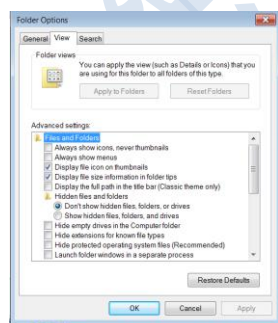 Folder Options
General View Search
Folder views
You can apply the view (such as Details or Icons) that you
are using for this folder to all folders of this type.
Apply to Folders Reset Folders
Advanced settings:
Files and Folders
Always show icons, never thumbnails
Always show menus
Display file icon on thumbnails
Display file size information in folder tips
Display the full path in the title bar (Classic theme only)
Hidden files and folders
Don't show hidden files, folders, or drives
Show hidden files, folders, and drives
Hide empty drives in the Computer folder
Hide extensions for known file types
Hide protected operating system files (Recommended)
Launch folder windows in a separate process
Restore Defaults
OK Cancel Apply